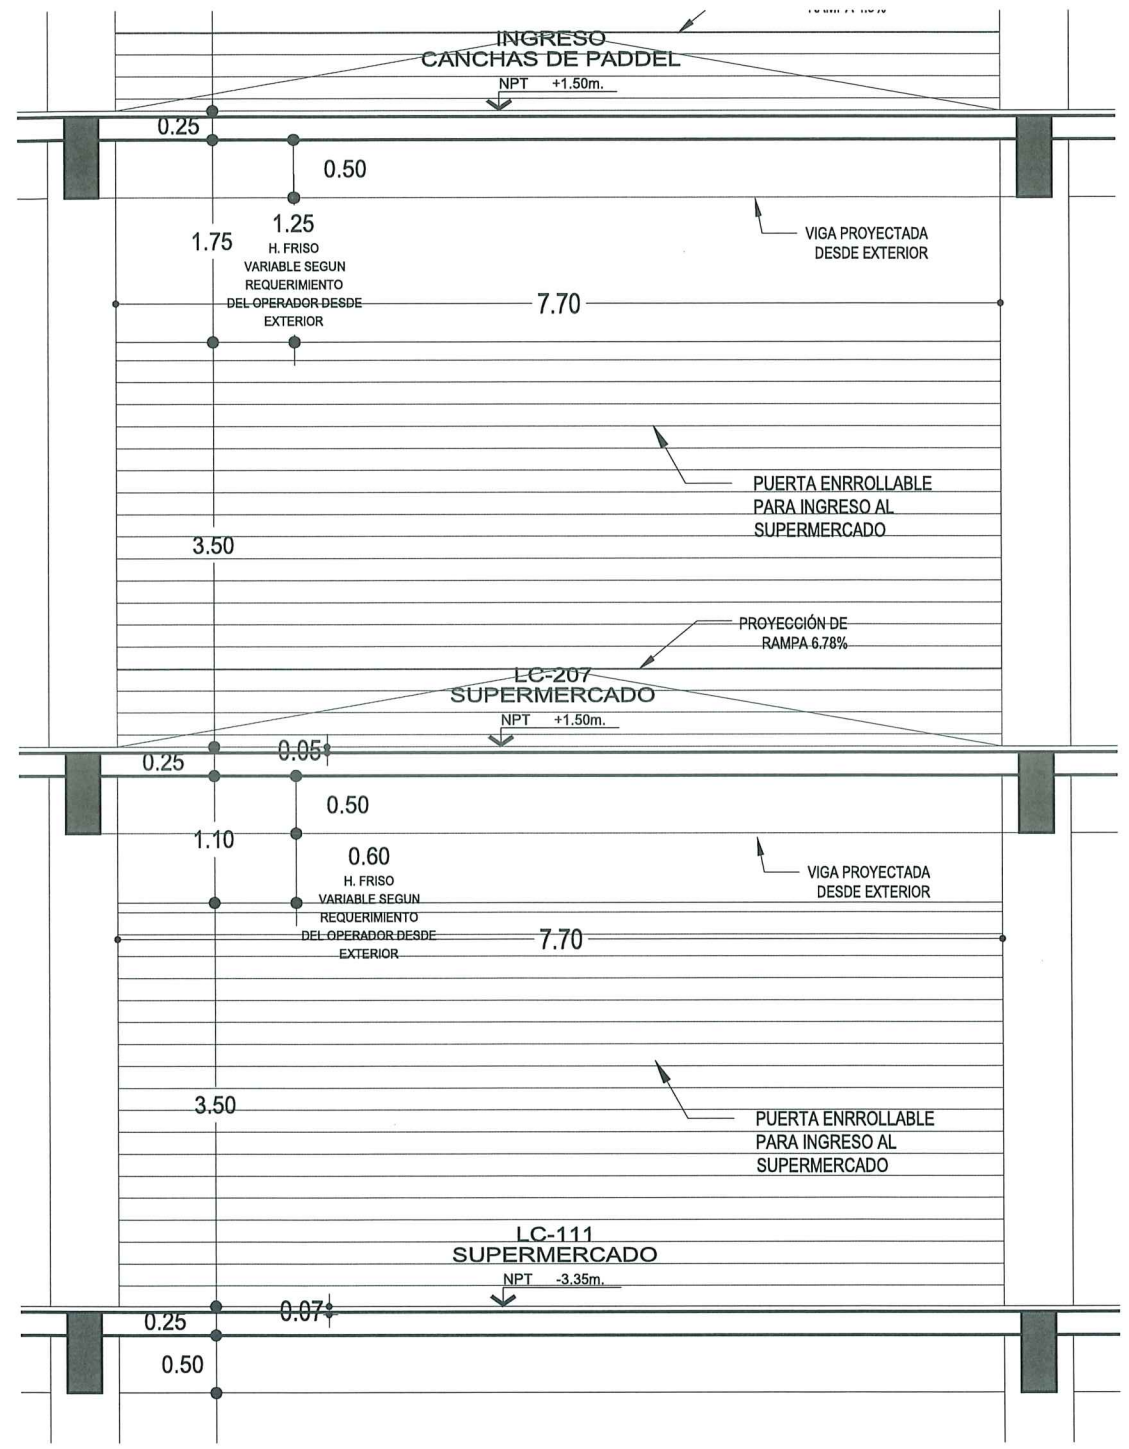 INGRESO
CANCHAS DE PADDEL
NPT +1.50m.
0.25
0.50
1.25
H. FRISO
VARIABLE SEGUN
REQUERIMIENTO
DEL OPERADOR DESDE
EXTERIOR
1.75
VIGA PROYECTADA
DESDE EXTERIOR
7.70
PUERTA ENRROLLABLE
PARA INGRESO AL
SUPERMERCADO
3.50
PROYECCIÓN DE
RAMPA 6.78%
LC-207
SUPERMERCADO
NPT +1.50m.
0.05
0.25
0.50
1.10
0.60
H. FRISO
VARIABLE SEGUN
REQUERIMIENTO
DEL OPERADOR DESDE
EXTERIOR
VIGA PROYECTADA
DESDE EXTERIOR
7.70
3.50
PUERTA ENRROLLABLE
PARA INGRESO AL
SUPERMERCADO
LC-111
SUPERMERCADO
NPT -3.35m.
0.07
0.25
0.50